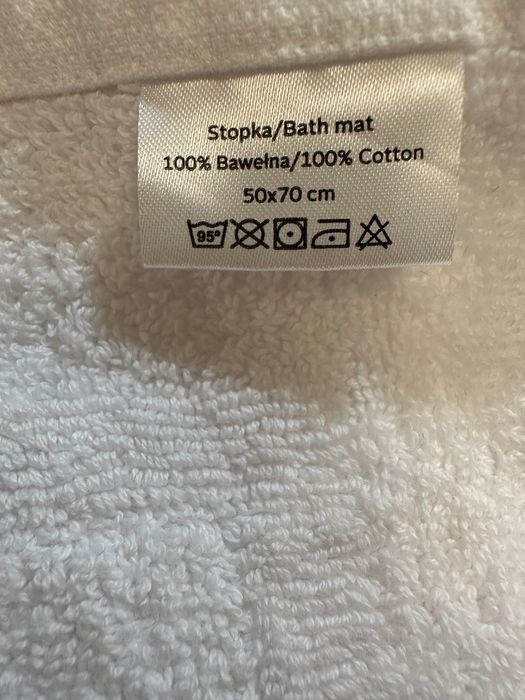 Stopka/Bath mat
100% Bawełna/100% Cotton
50x70 cm
95°